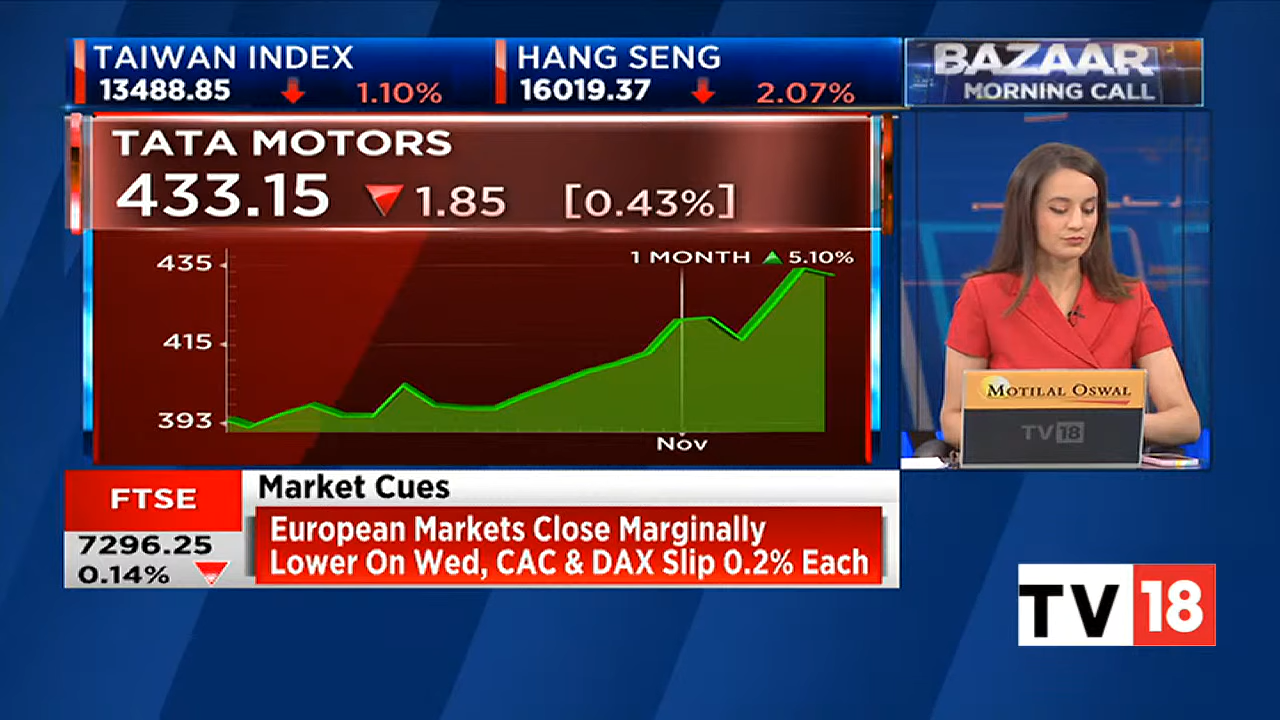 TAIWAN INDEX
13488.85 1.10%
HANG SENG
16019.37 2.07%
BAZAAR
MORNING CALL
TATA MOTORS
433.15 1.85 [0.43%]
1 MONTH 5.10%
435
415
393
Nov
MOTILAL OSWAL
TV18
FTSE
7296.25
0.14%
Market Cues
European Markets Close Marginally
Lower On Wed, CAC & DAX Slip 0.2% Each
TV18